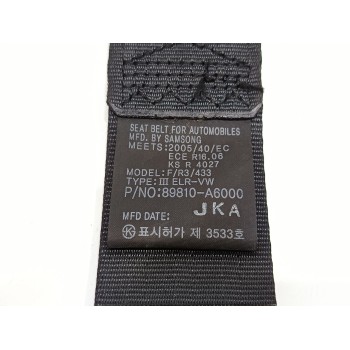 SEAT BELT FOR AUTOMOBILES
MFD. BY SAMSONG
MEETS: 2005/40/EC
ECE R16.06
KS R 4027
MODEL: F/R3/433
TYPE: III ELR-VW
P/NO: 89810-A6000
MFD DATE: JKA
㉿ 표시허가 제 3533호